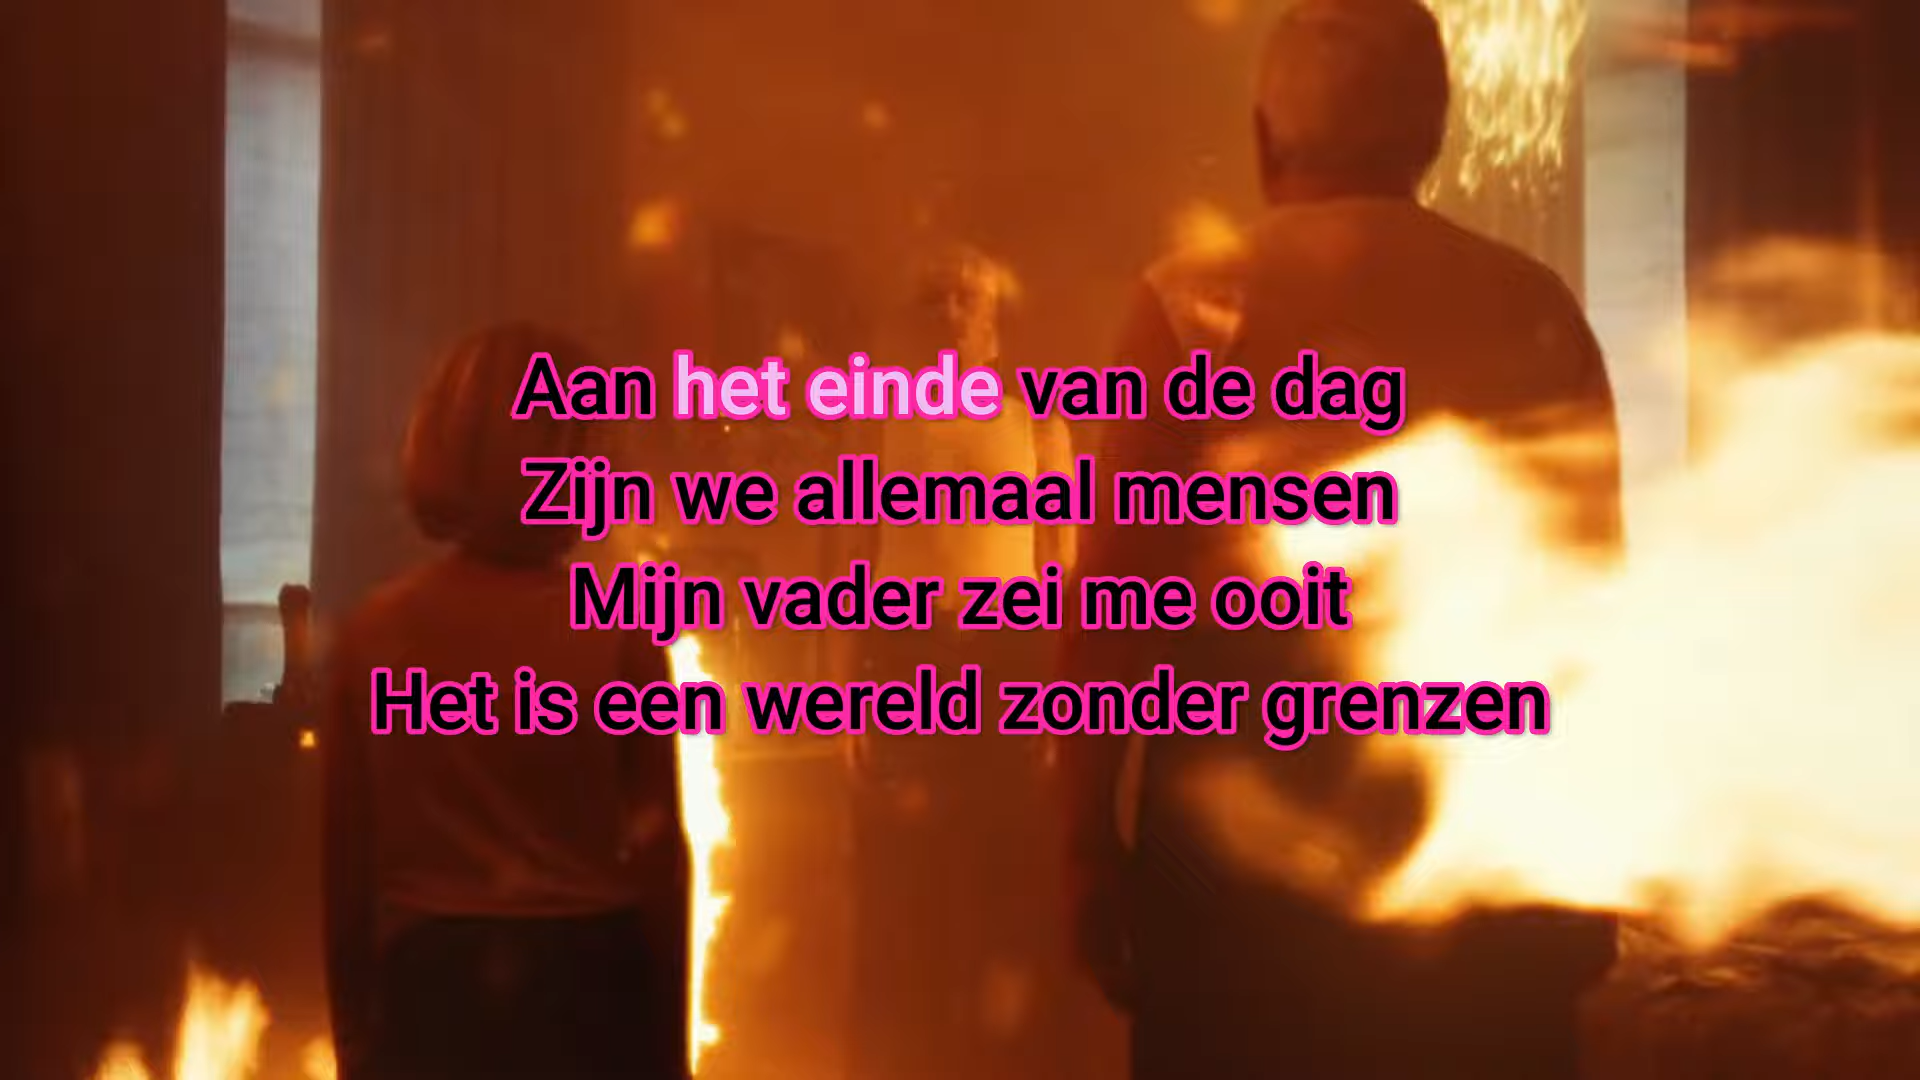 Aan het einde van de dag
Zijn we allemaal mensen
Mijn vader zei me ooit
Het is een wereld zonder grenzen